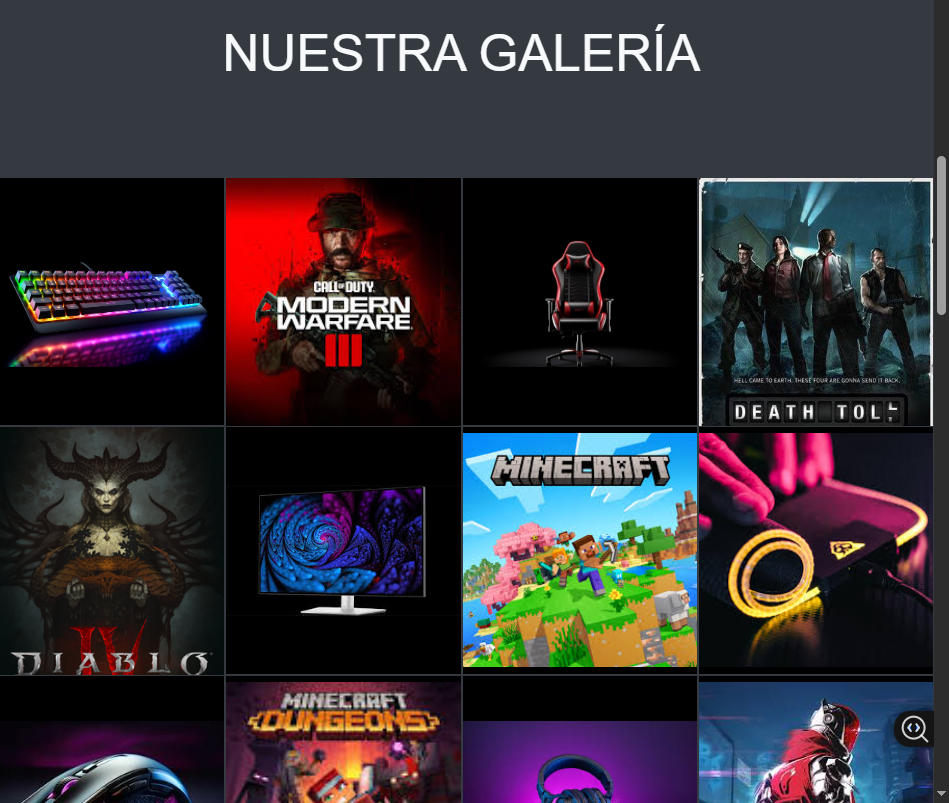 NUESTRA GALERÍA
CALL OF DUTY
MODERN
WARFARE
III
HELL CAME TO EARTH. THESE FOUR ARE GONNA SEND IT BACK.
DEATH TOLL
DIABLO
IV
MINECRAFT
MINECRAFT
DUNGEONS